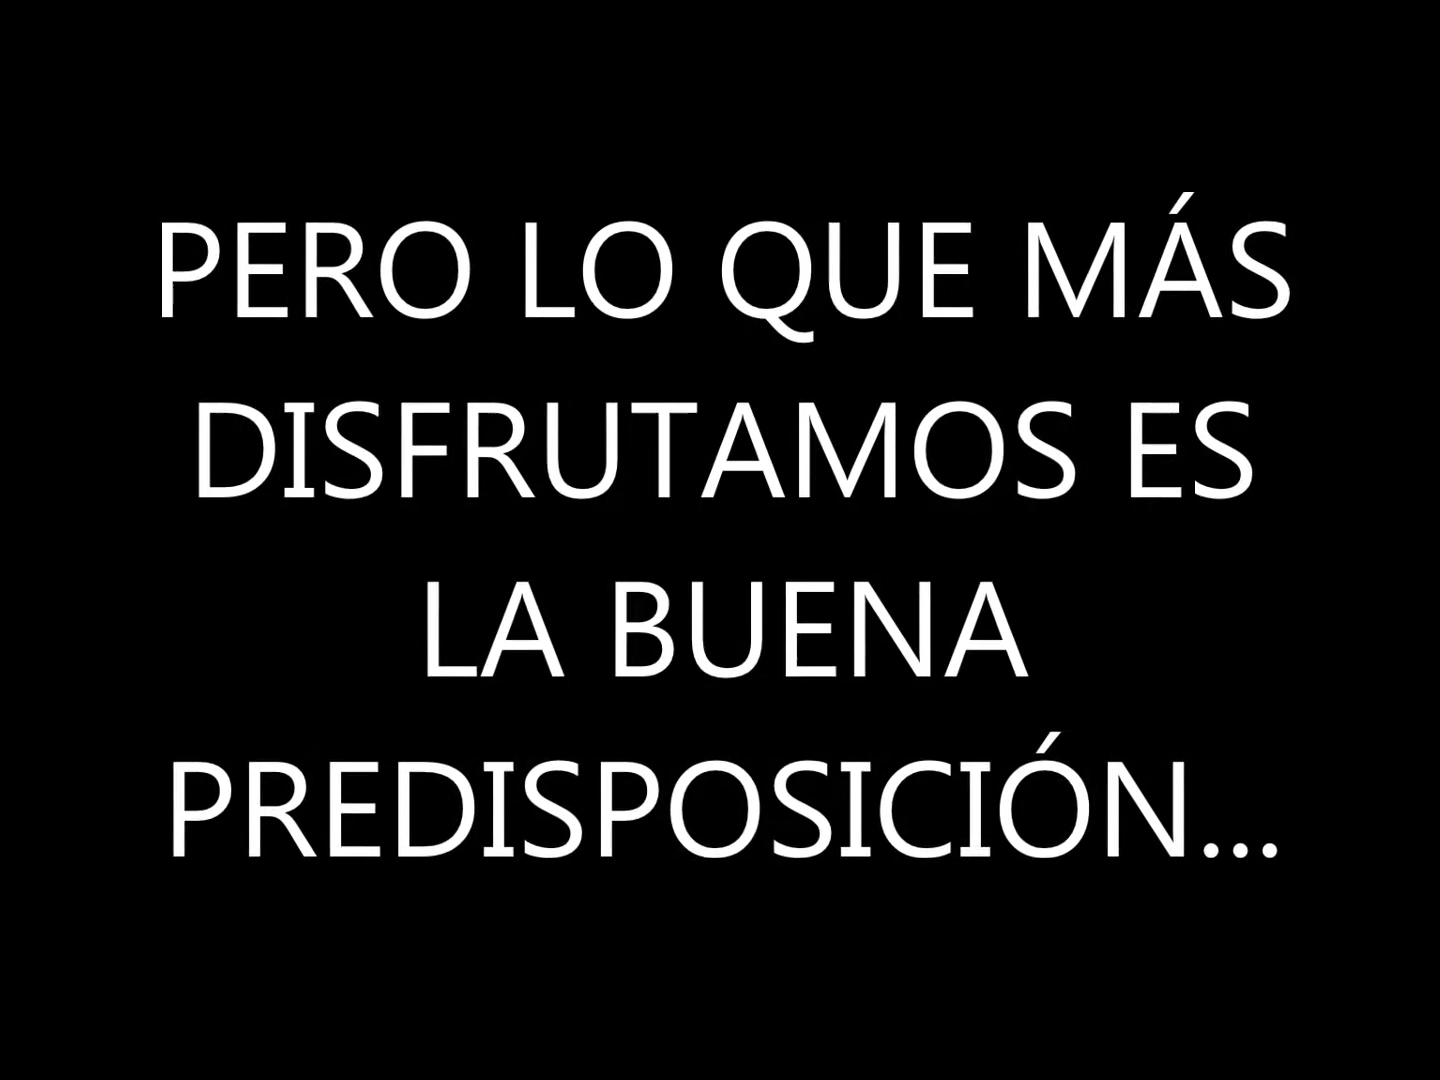 PERO LO QUE MÁS
DISFRUTAMOS ES
LA BUENA
PREDISPOSICIÓN...